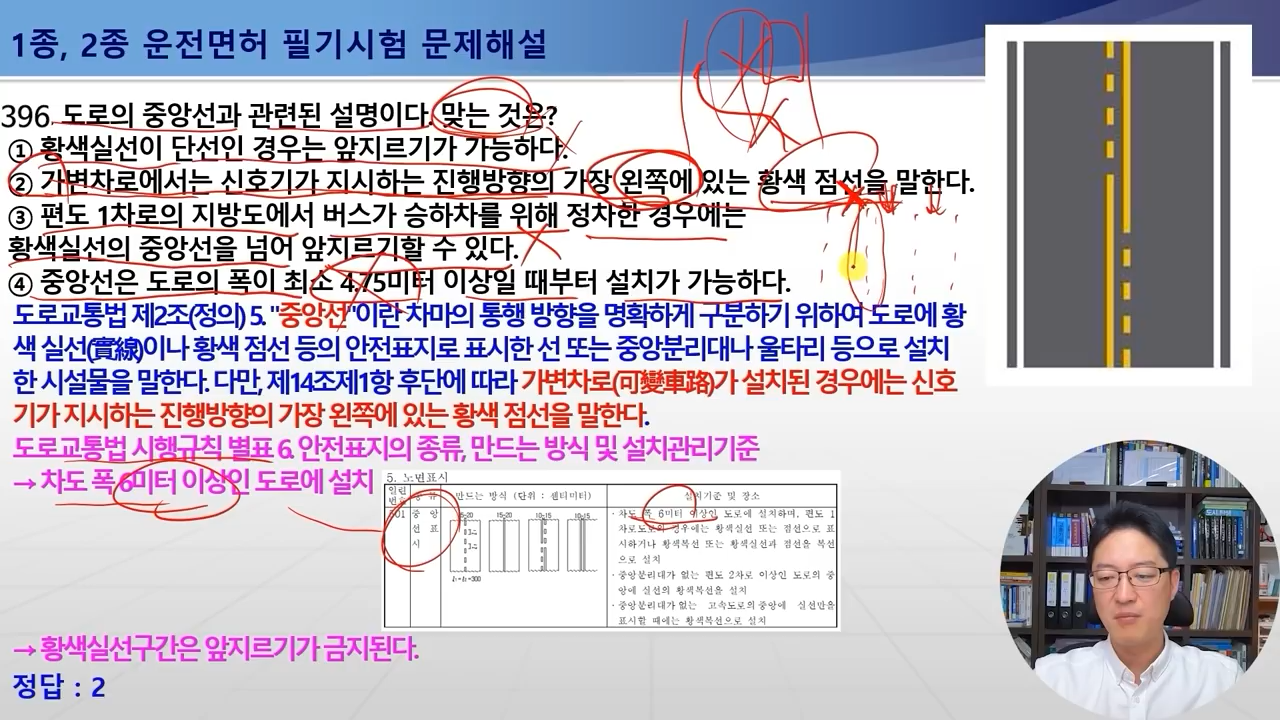 1종, 2종 운전면허 필기시험 문제해설
396. 도로의 중앙선과 관련된 설명이다. 맞는 것은?
① 황색실선이 단선인 경우는 앞지르기가 가능하다.
② 가변차로에서는 신호기가 지시하는 진행방향의 가장 왼쪽에 있는 황색 점선을 말한다.
③ 편도 1차로의 지방도에서 버스가 승하차를 위해 정차한 경우에는
황색실선의 중앙선을 넘어 앞지르기할 수 있다.
④ 중앙선은 도로의 폭이 최소 4.75미터 이상일 때부터 설치가 가능하다.
도로교통법 제2조(정의) 5. "중앙선"이란 차마의 통행 방향을 명확하게 구분하기 위하여 도로에 황
색 실선(實線)이나 황색 점선 등의 안전표지로 표시한 선 또는 중앙분리대나 울타리 등으로 설치
한 시설물을 말한다. 다만, 제14조제1항 후단에 따라 가변차로(可變車路)가 설치된 경우에는 신호
기가 지시하는 진행방향의 가장 왼쪽에 있는 황색 점선을 말한다.
도로교통법 시행규칙 별표 6. 안전표지의 종류, 만드는 방식 및 설치관리기준
→ 차도 폭 6미터 이상인 도로에 설치
5. 노면표시
일련
번호
만드는 방식 (단위 : 센티미터)
설치기준 및 장소
중 앙
선 표
시
15-20
10-15
10-15
· 차도 폭 6미터 이상인 도로에 설치하며, 편도 1
차로도로의 경우에는 황색실선 또는 점선으로 표
시하거나 황색복선 또는 황색실선과 점선을 복선
으로 설치
· 중앙분리대가 없는 편도 2차로 이상인 도로의 중
앙에 실선의 황색복선을 설치
· 중앙분리대가 없는 고속도로의 중앙에 실선만을
표시할 때에는 황색복선으로 설치
→ 황색실선구간은 앞지르기가 금지된다.
정답 : 2